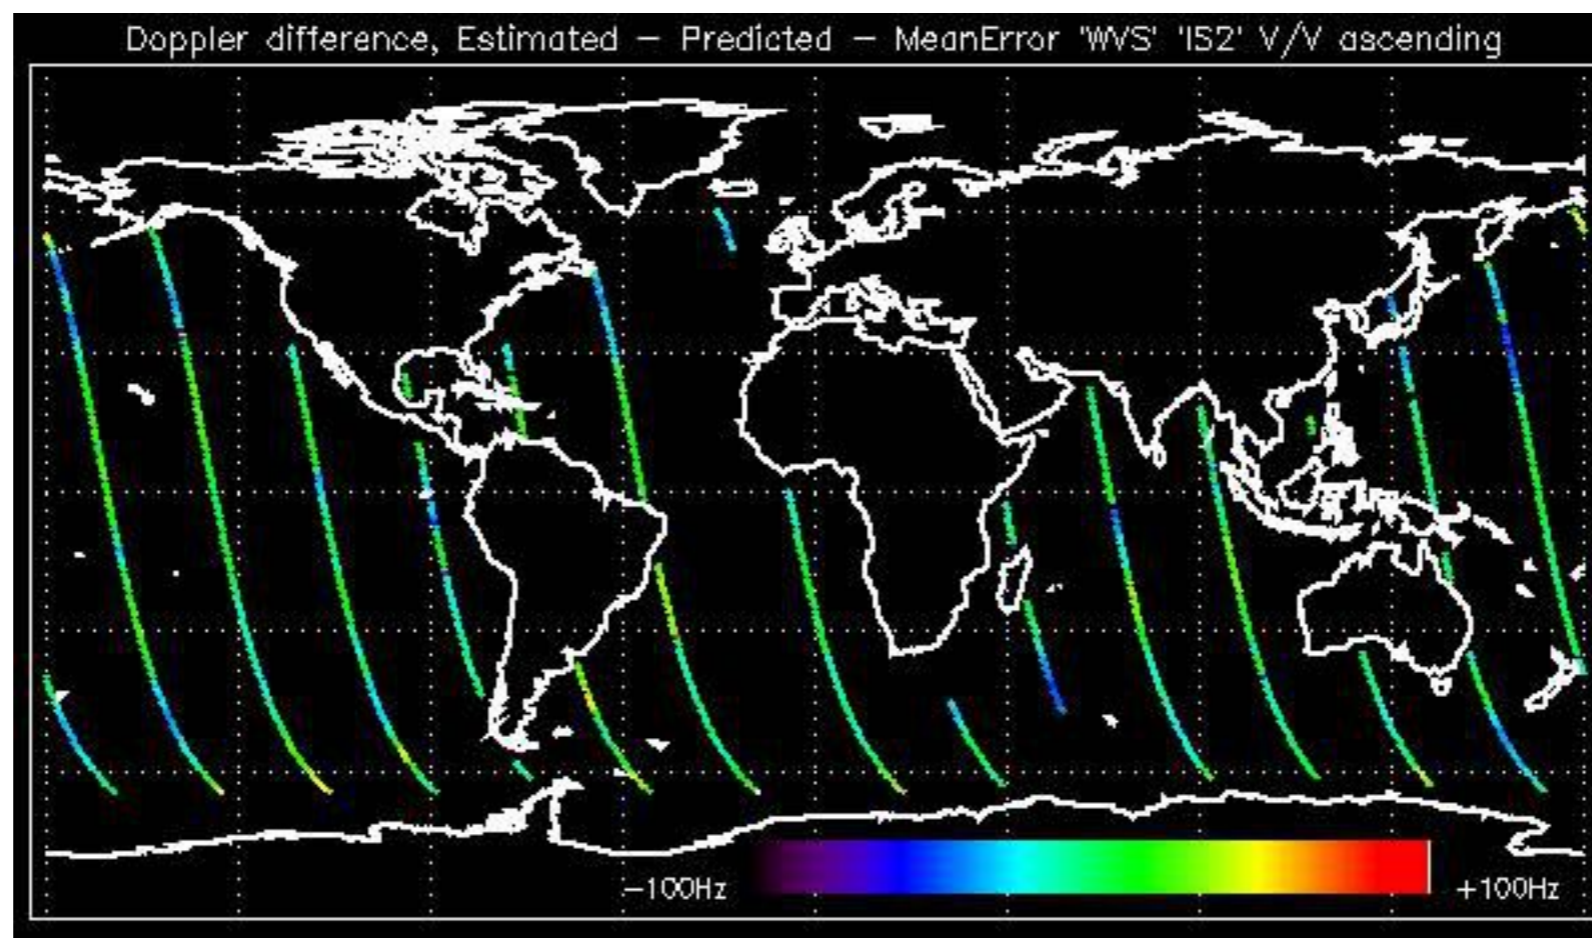 Doppler difference, Estimated – Predicted – MeanError 'WVS' 'IS2' V/V ascending
−100Hz
+100Hz